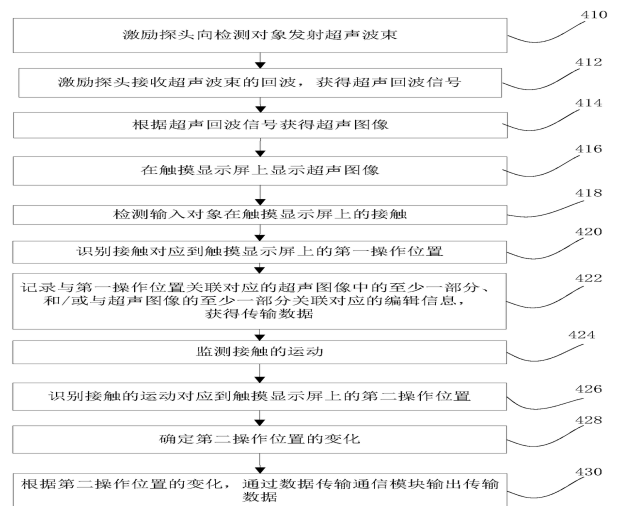 激励探头向检测对象发射超声波束
410
激励探头接收超声波束的回波，获得超声回波信号
412
根据超声回波信号获得超声图像
414
在触摸显示屏上显示超声图像
416
检测输入对象在触摸显示屏上的接触
418
识别接触对应到触摸显示屏上的第一操作位置
420
记录与第一操作位置关联对应的超声图像中的至少一部分、
和/或与超声图像的至少一部分关联对应的编辑信息，
获得传输数据
422
监测接触的运动
424
识别接触的运动对应到触摸显示屏上的第二操作位置
426
确定第二操作位置的变化
428
根据第二操作位置的变化，通过数据传输通信模块输出传输
数据
430